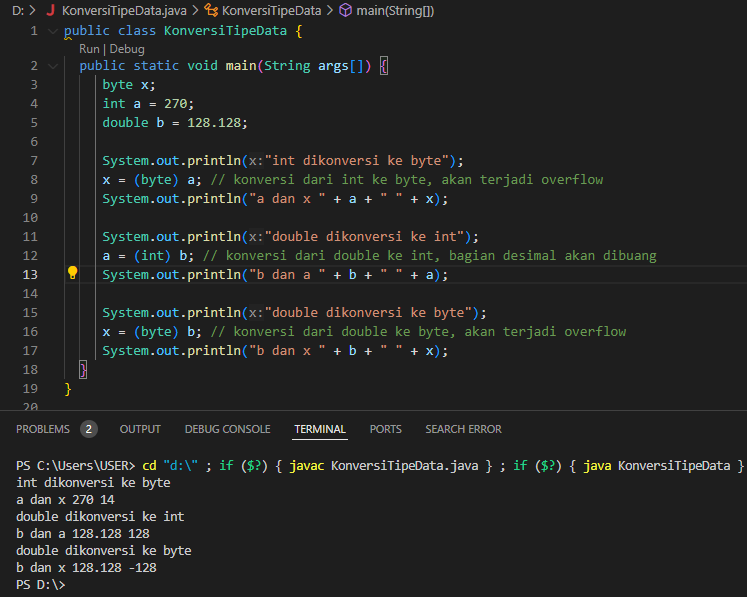 D: > J KonversiTipeData.java > KonversiTipeData > main(String[])
1 public class KonversiTipeData {
Run | Debug
2 public static void main(String args[]) {
3 byte x;
4 int a = 270;
5 double b = 128.128;
6
7 System.out.println(x:"int dikonversi ke byte");
8 x = (byte) a; // konversi dari int ke byte, akan terjadi overflow
9 System.out.println("a dan x " + a + " " + x);
10
11 System.out.println(x:"double dikonversi ke int");
12 a = (int) b; // konversi dari double ke int, bagian desimal akan dibuang
13 System.out.println("b dan a " + b + " " + a);
14
15 System.out.println(x:"double dikonversi ke byte");
16 x = (byte) b; // konversi dari double ke byte, akan terjadi overflow
17 System.out.println("b dan x " + b + " " + x);
18 }
19 }
20
PROBLEMS 2 OUTPUT DEBUG CONSOLE TERMINAL PORTS SEARCH ERROR
PS C:\Users\USER> cd "d:\" ; if ($?) { javac KonversiTipeData.java } ; if ($?) { java KonversiTipeData }
int dikonversi ke byte
a dan x 270 14
double dikonversi ke int
b dan a 128.128 128
double dikonversi ke byte
b dan x 128.128 -128
PS D:\>